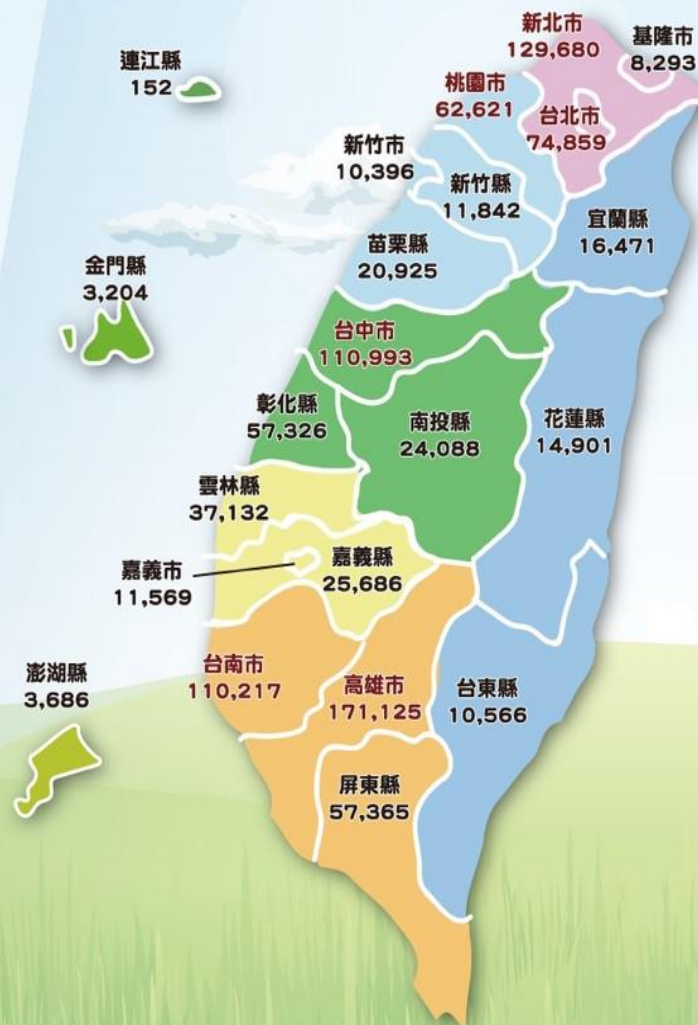 新北市
129,680
基隆市
8,293
連江縣
152
桃園市
62,621
台北市
74,859
新竹市
10,396
新竹縣
11,842
宜蘭縣
16,471
苗栗縣
20,925
金門縣
3,204
台中市
110,993
彰化縣
57,326
南投縣
24,088
花蓮縣
14,901
雲林縣
37,132
嘉義市
11,569
嘉義縣
25,686
台南市
110,217
高雄市
171,125
台東縣
10,566
澎湖縣
3,686
屏東縣
57,365